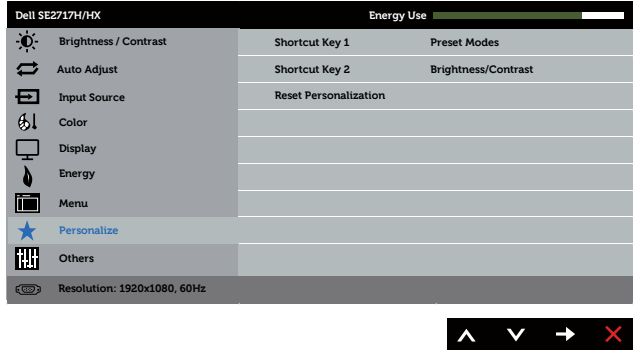 Dell SE2717H/HX Energy Use
Brightness / Contrast Shortcut Key 1 Preset Modes
Auto Adjust Shortcut Key 2 Brightness/Contrast
Input Source Reset Personalization
Color
Display
Energy
Menu
Personalize
Others
Resolution: 1920x1080, 60Hz